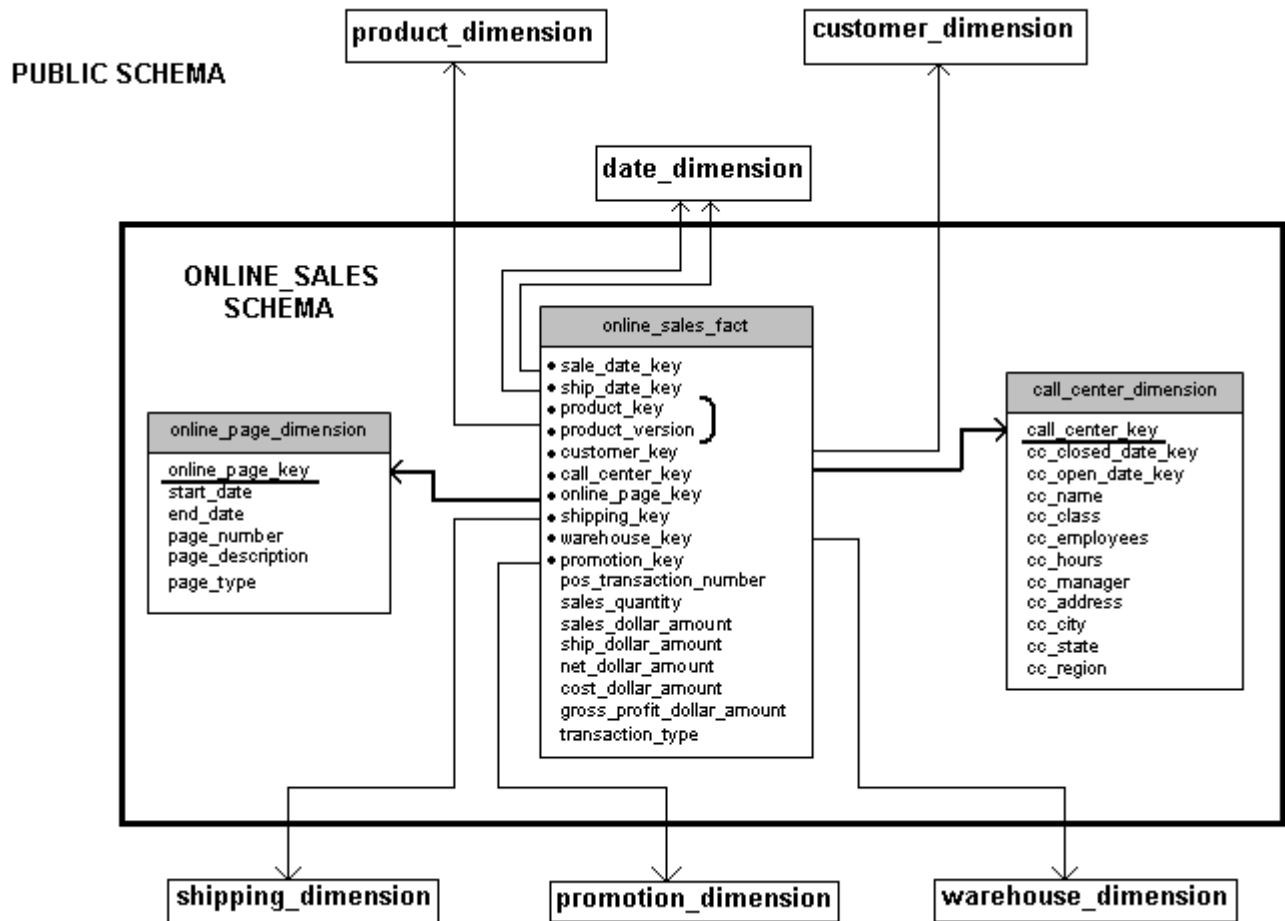 product_dimension
customer_dimension
PUBLIC SCHEMA
date_dimension
ONLINE_SALES
SCHEMA
online_sales_fact
sale_date_key
ship_date_key
product_key
product_version
customer_key
call_center_key
online_page_key
shipping_key
warehouse_key
promotion_key
pos_transaction_number
sales_quantity
sales_dollar_amount
ship_dollar_amount
net_dollar_amount
cost_dollar_amount
gross_profit_dollar_amount
transaction_type
online_page_dimension
online_page_key
start_date
end_date
page_number
page_description
page_type
call_center_dimension
call_center_key
cc_closed_date_key
cc_open_date_key
cc_name
cc_class
cc_employees
cc_hours
cc_manager
cc_address
cc_city
cc_state
cc_region
shipping_dimension
promotion_dimension
warehouse_dimension